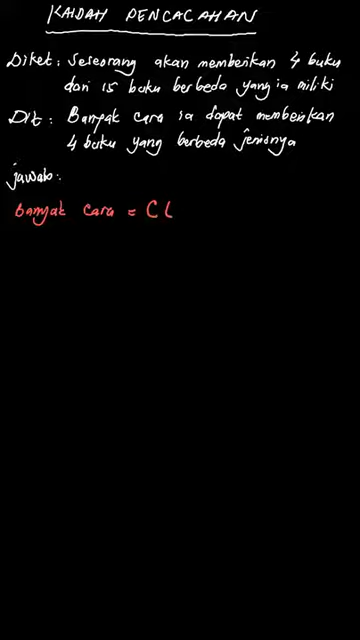 KAIDAH PENCACAHAN
Diket : Seseorang akan memberikan 4 buku
dari 15 buku berbeda yang ia miliki
Dit : Banyak cara ia dapat memberikan
4 buku yang berbeda jenisnya
Jawab :
Banyak cara = C (